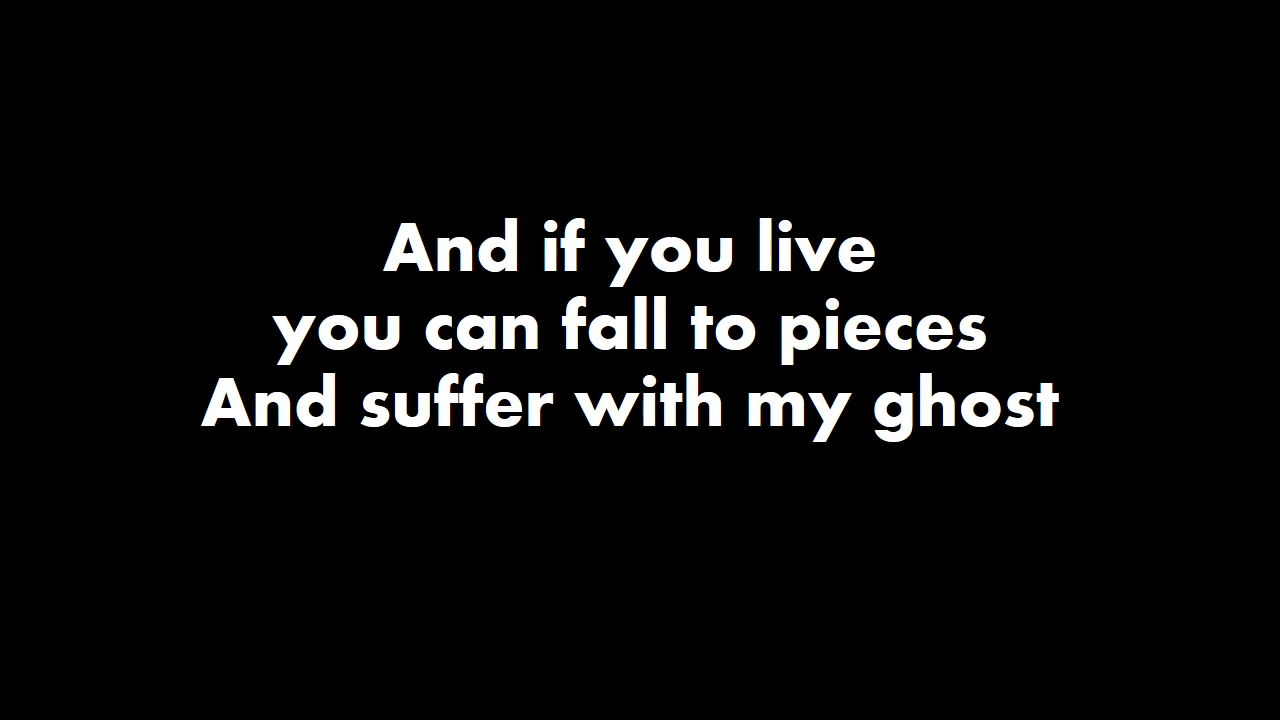 And if you live
you can fall to pieces
And suffer with my ghost